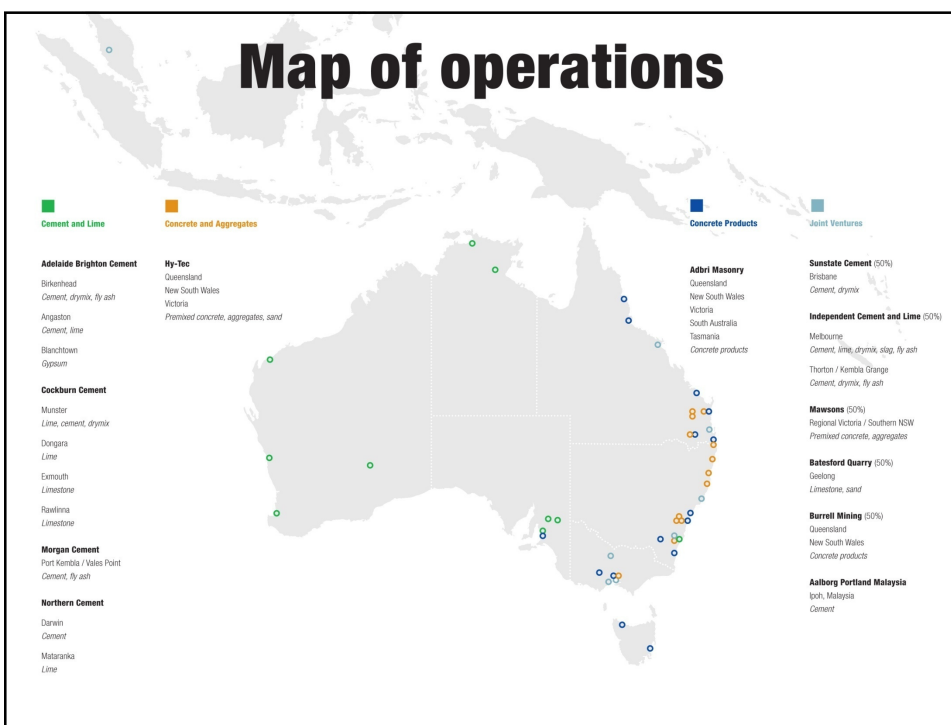 Map of operations
Cement and Lime
Adelaide Brighton Cement
Birkenhead
Cement, drymix, fly ash
Angaston
Cement, lime
Blanchtown
Gypsum
Cockburn Cement
Munster
Lime, cement, drymix
Dongara
Lime
Exmouth
Limestone
Rawlinna
Limestone
Morgan Cement
Port Kembla / Vales Point
Cement, fly ash
Northern Cement
Darwin
Cement
Mataranka
Lime
Concrete and Aggregates
Hy-Tec
Queensland
New South Wales
Victoria
Premixed concrete, aggregates, sand
Concrete Products
Adbri Masonry
Queensland
New South Wales
Victoria
South Australia
Tasmania
Concrete products
Joint Ventures
Sunstate Cement (50%)
Brisbane
Cement, drymix
Independent Cement and Lime (50%)
Melbourne
Cement, lime, drymix, slag, fly ash
Thorton / Kembla Grange
Cement, drymix, fly ash
Mawsons (50%)
Regional Victoria / Southern NSW
Premixed concrete, aggregates
Batesford Quarry (50%)
Geelong
Limestone, sand
Burrell Mining (50%)
Queensland
New South Wales
Concrete products
Aalborg Portland Malaysia
Ipoh, Malaysia
Cement